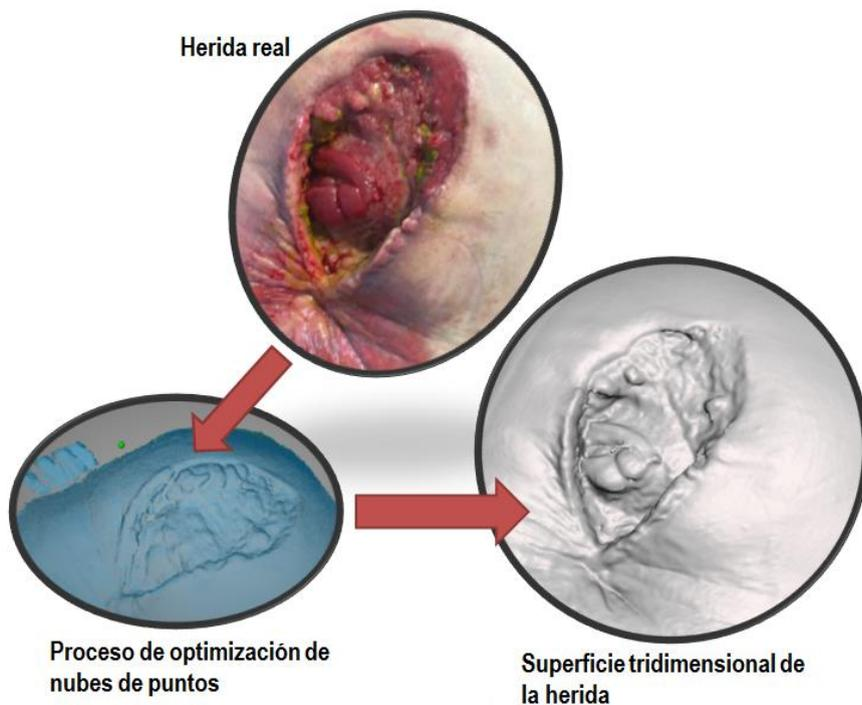 Herida real
Proceso de optimización de
nubes de puntos
Superficie tridimensional de
la herida